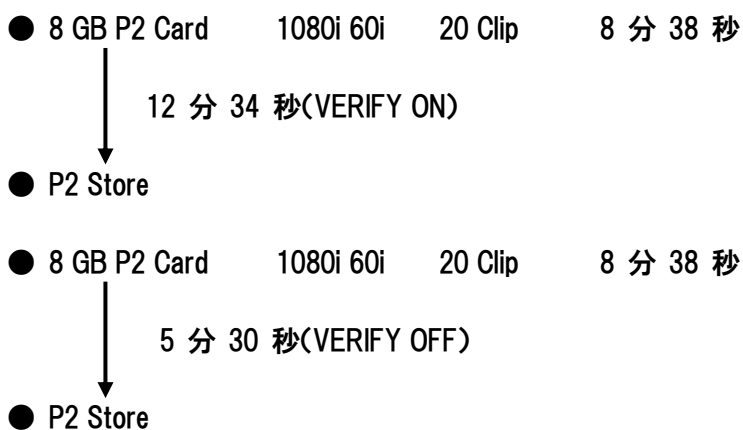 ● 8 GB P2 Card 1080i 60i 20 Clip 8 分 38 秒
12 分 34 秒(VERIFY ON)
● P2 Store
● 8 GB P2 Card 1080i 60i 20 Clip 8 分 38 秒
5 分 30 秒(VERIFY OFF)
● P2 Store